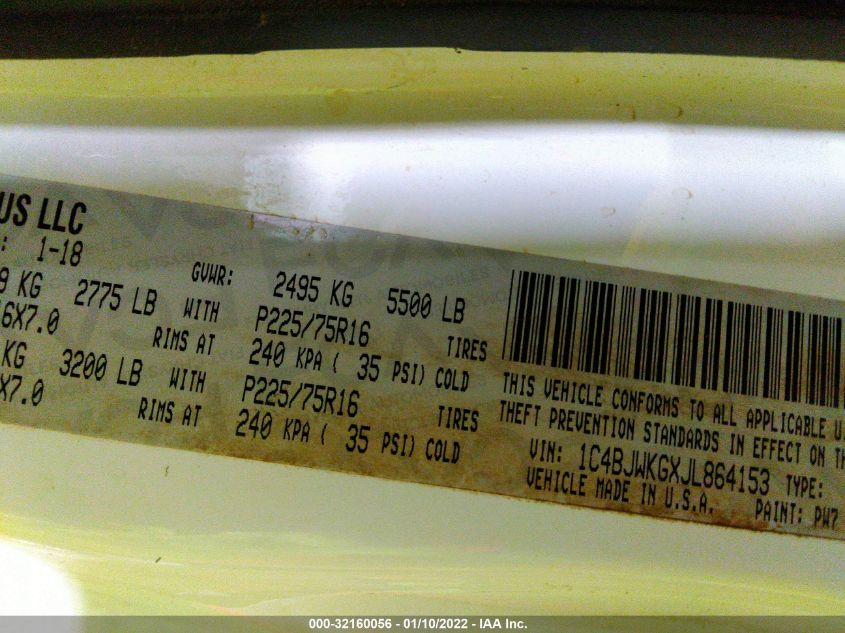 US LLC
: 1-18
GVWR: 2495 KG 5500 LB
9 KG 2775 LB WITH P225/75R16 TIRES
6X7.0 RIMS AT 240 KPA ( 35 PSI) COLD
KG 3200 LB WITH P225/75R16 TIRES
X7.0 RIMS AT 240 KPA ( 35 PSI) COLD
THIS VEHICLE CONFORMS TO ALL APPLICABLE U.
THEFT PREVENTION STANDARDS IN EFFECT ON TH
VIN: 1C4BJWKGXJL864153 TYPE:
VEHICLE MADE IN U.S.A. PAINT: PW7
000-32160056 - 01/10/2022 - IAA Inc.